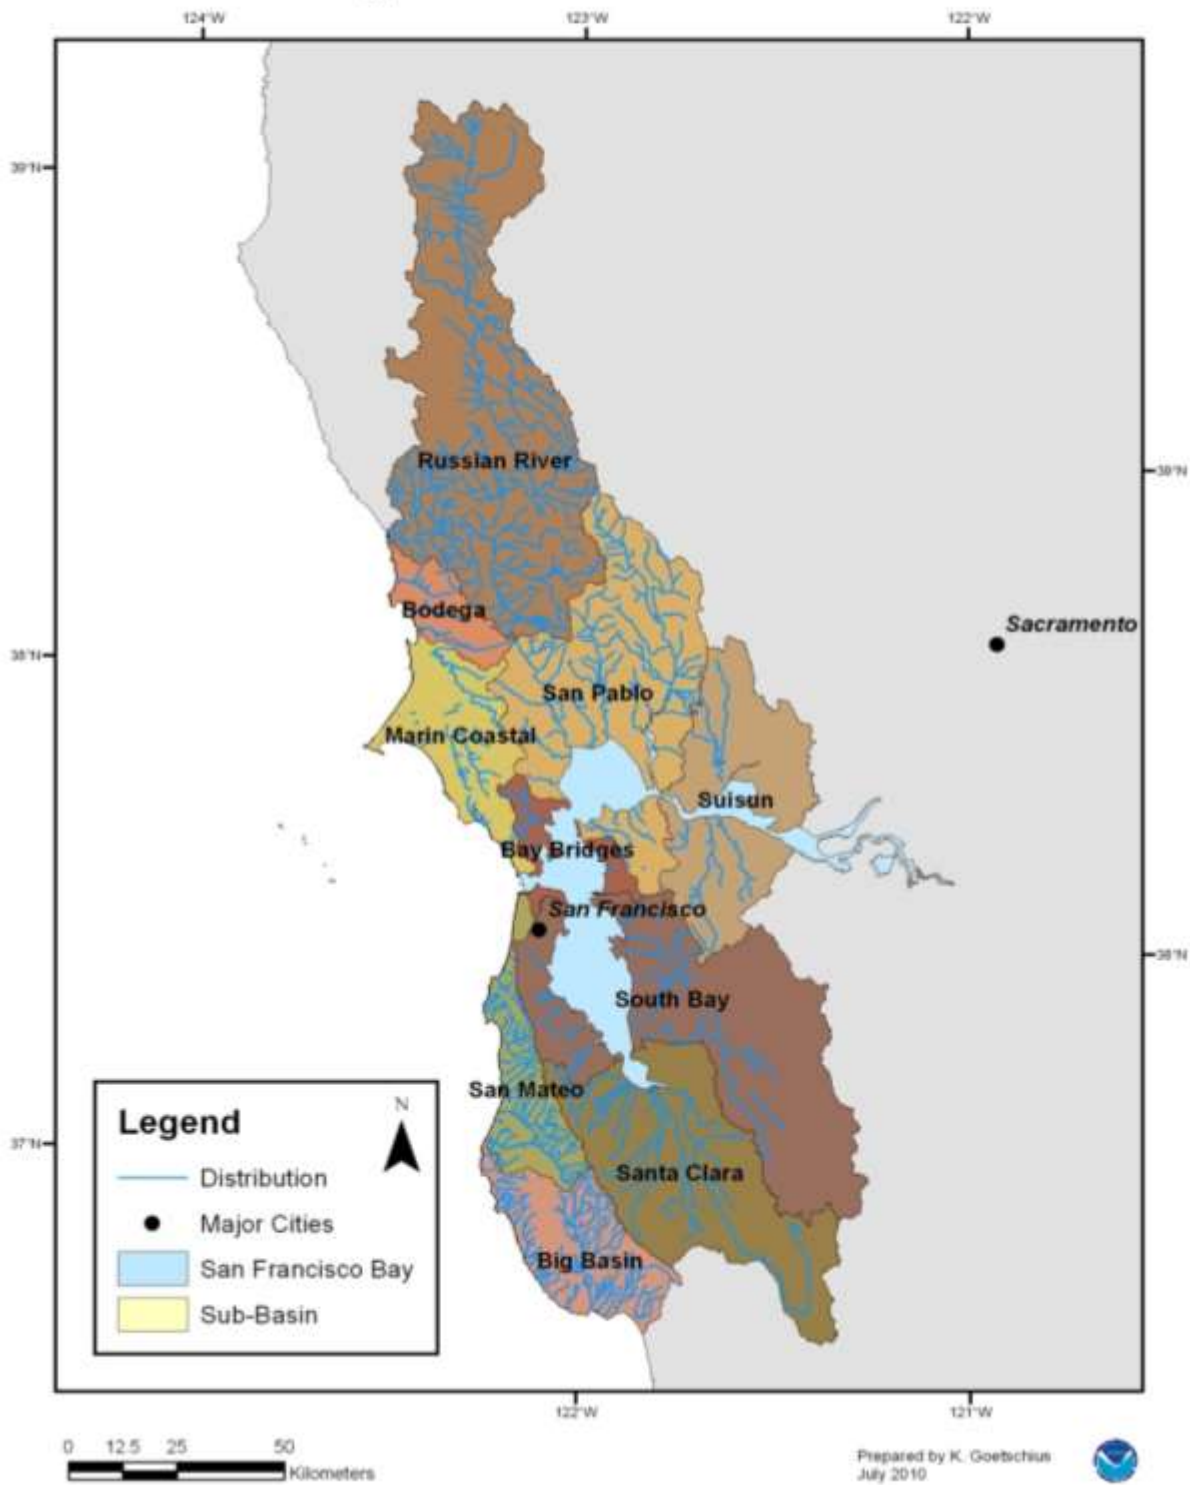 124°W 123°W 122°W
39°N
39°N
Russian River
Bodega
Sacramento
38°N
San Pablo
Marin Coastal
Suisun
Bay Bridges
San Francisco
38°N
South Bay
San Mateo
Legend
N
37°N
Distribution
Santa Clara
Major Cities
Big Basin
San Francisco Bay
Sub-Basin
122°W 121°W
0 12.5 25 50
Kilometers
Prepared by K. Goetschius
July 2010